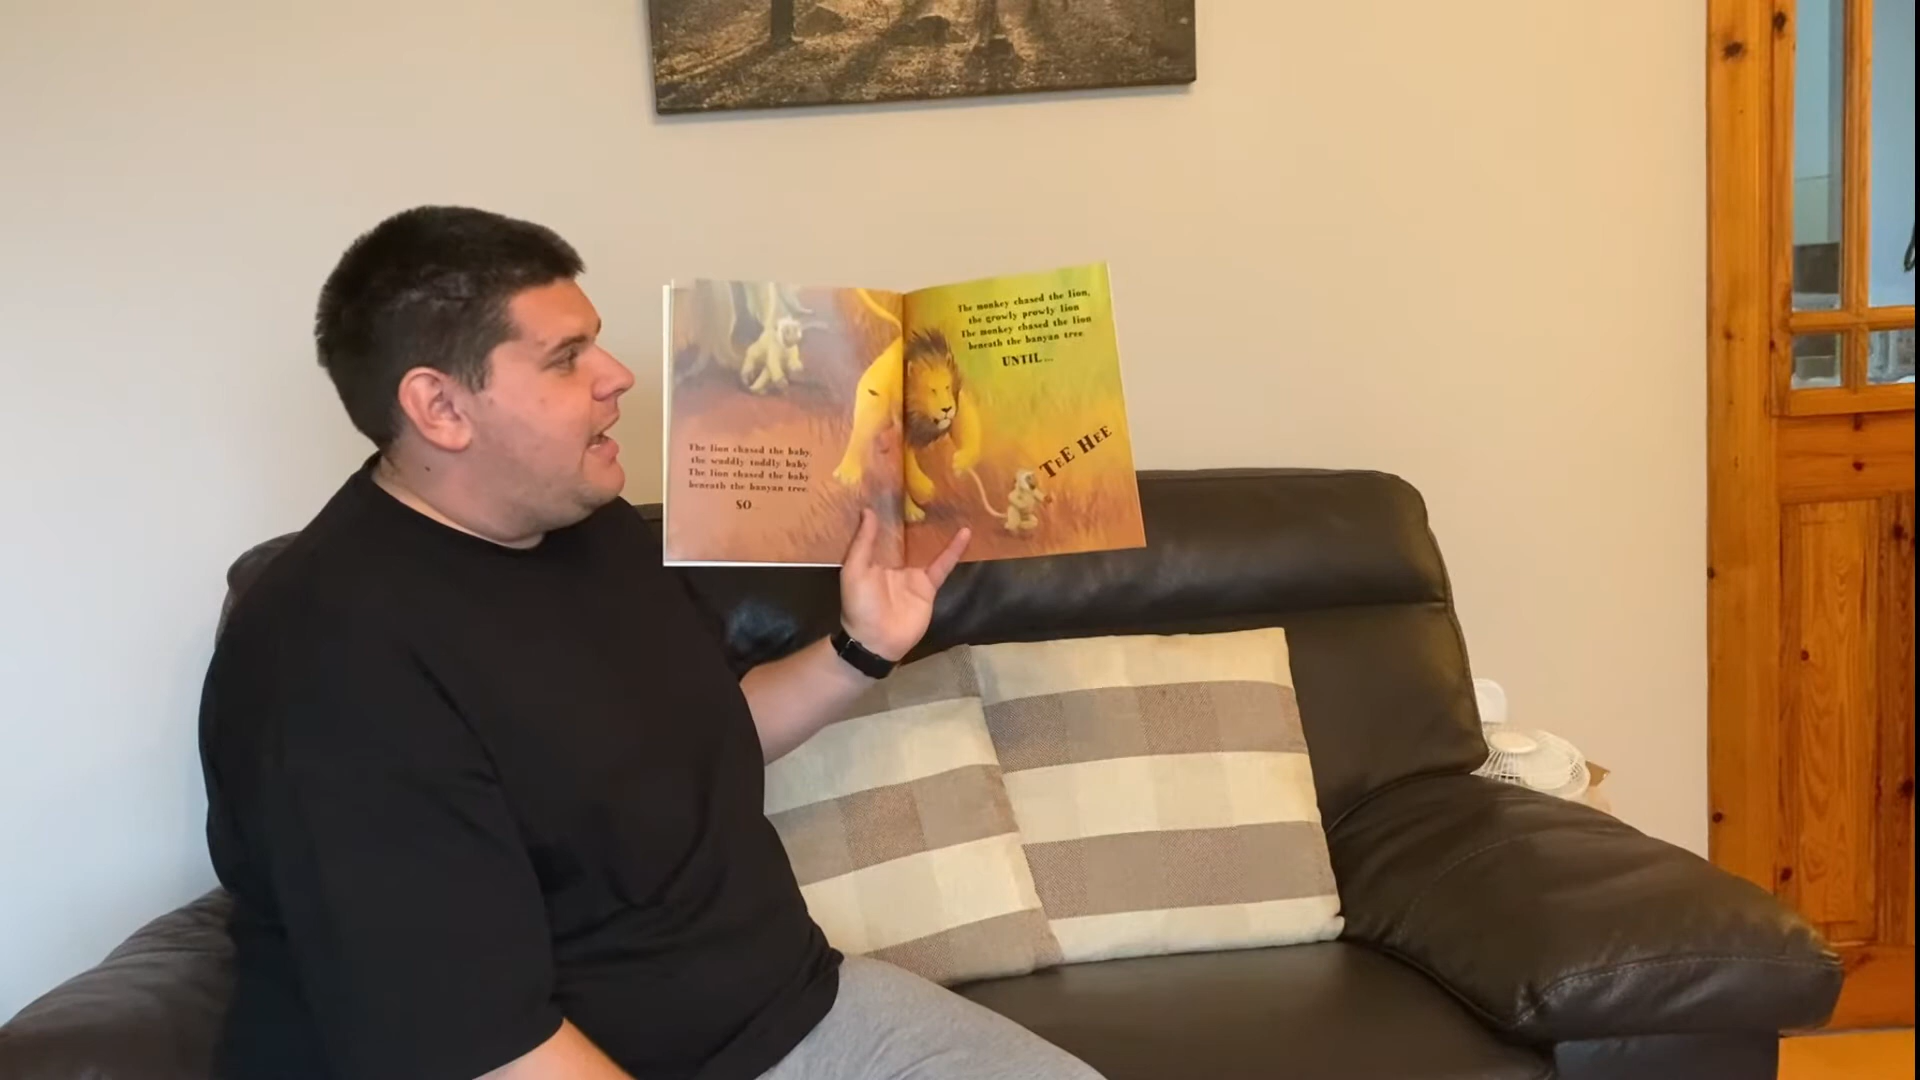 The lion chased the baby,
the waddly toddly baby
The lion chased the baby
beneath the banyan tree.
SO...
The monkey chased the lion,
the growly prowly lion
The monkey chased the lion
beneath the banyan tree
UNTIL...
TEE HEE